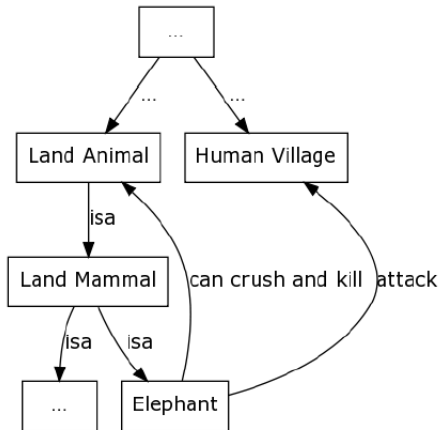 ...
... ...
Land Animal Human Village
isa
can crush and kill attack
Land Mammal
isa isa
... Elephant